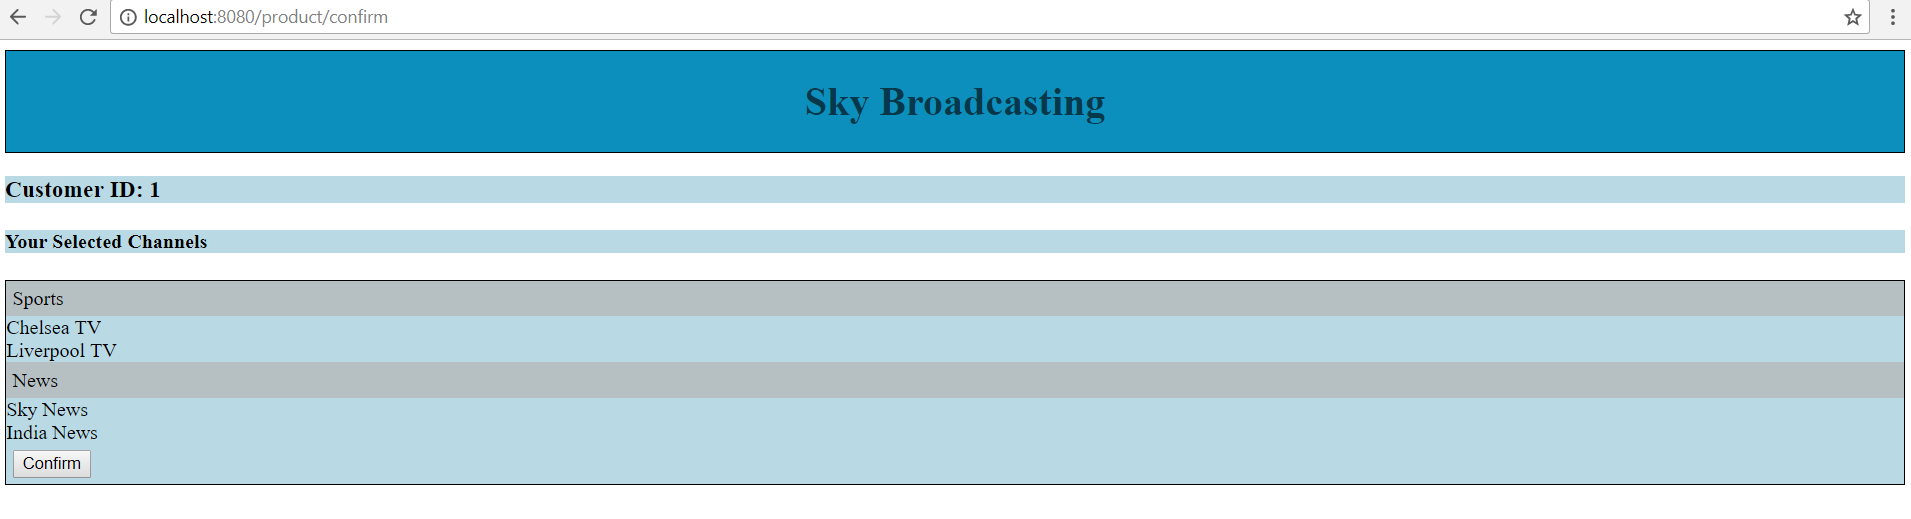 localhost:8080/product/confirm
Sky Broadcasting
Customer ID: 1
Your Selected Channels
Sports
Chelsea TV
Liverpool TV
News
Sky News
India News
Confirm